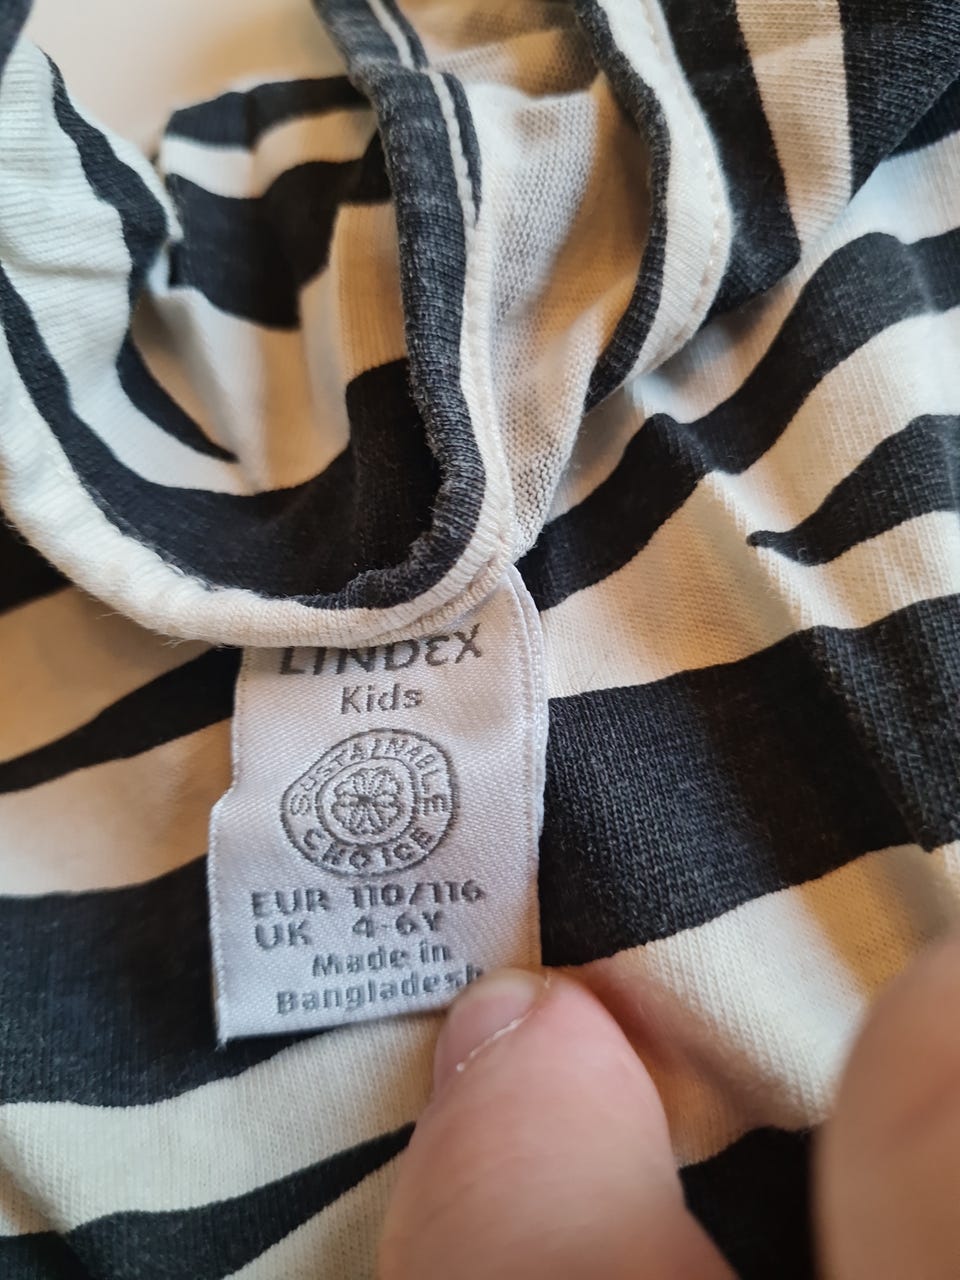 LINDEX
Kids
SUSTAINABLE
CHOICE
EUR 110/116
UK 4-6Y
Made in
Bangladesh